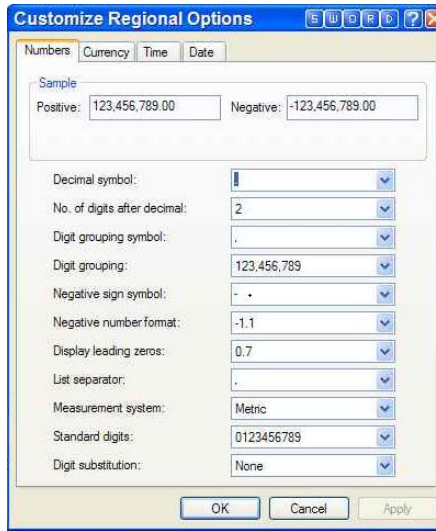 Customize Regional Options
S W O R D ? X
Numbers Currency Time Date
Sample
Positive: 123,456,789.00 Negative: -123,456,789.00
Decimal symbol: .
No. of digits after decimal: 2
Digit grouping symbol: ,
Digit grouping: 123,456,789
Negative sign symbol: -
Negative number format: -1.1
Display leading zeros: 0.7
List separator: ,
Measurement system: Metric
Standard digits: 0123456789
Digit substitution: None
OK Cancel Apply